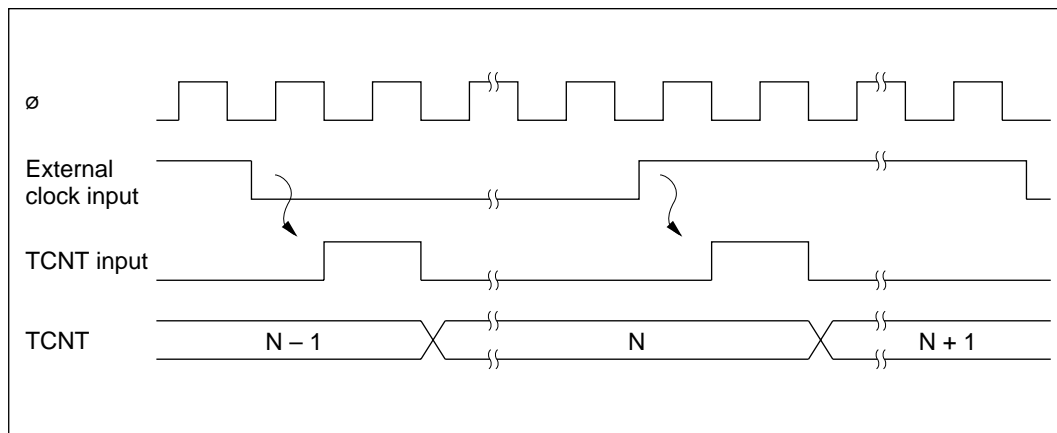 ø
External
clock input
TCNT input
TCNT
N – 1
N
N + 1